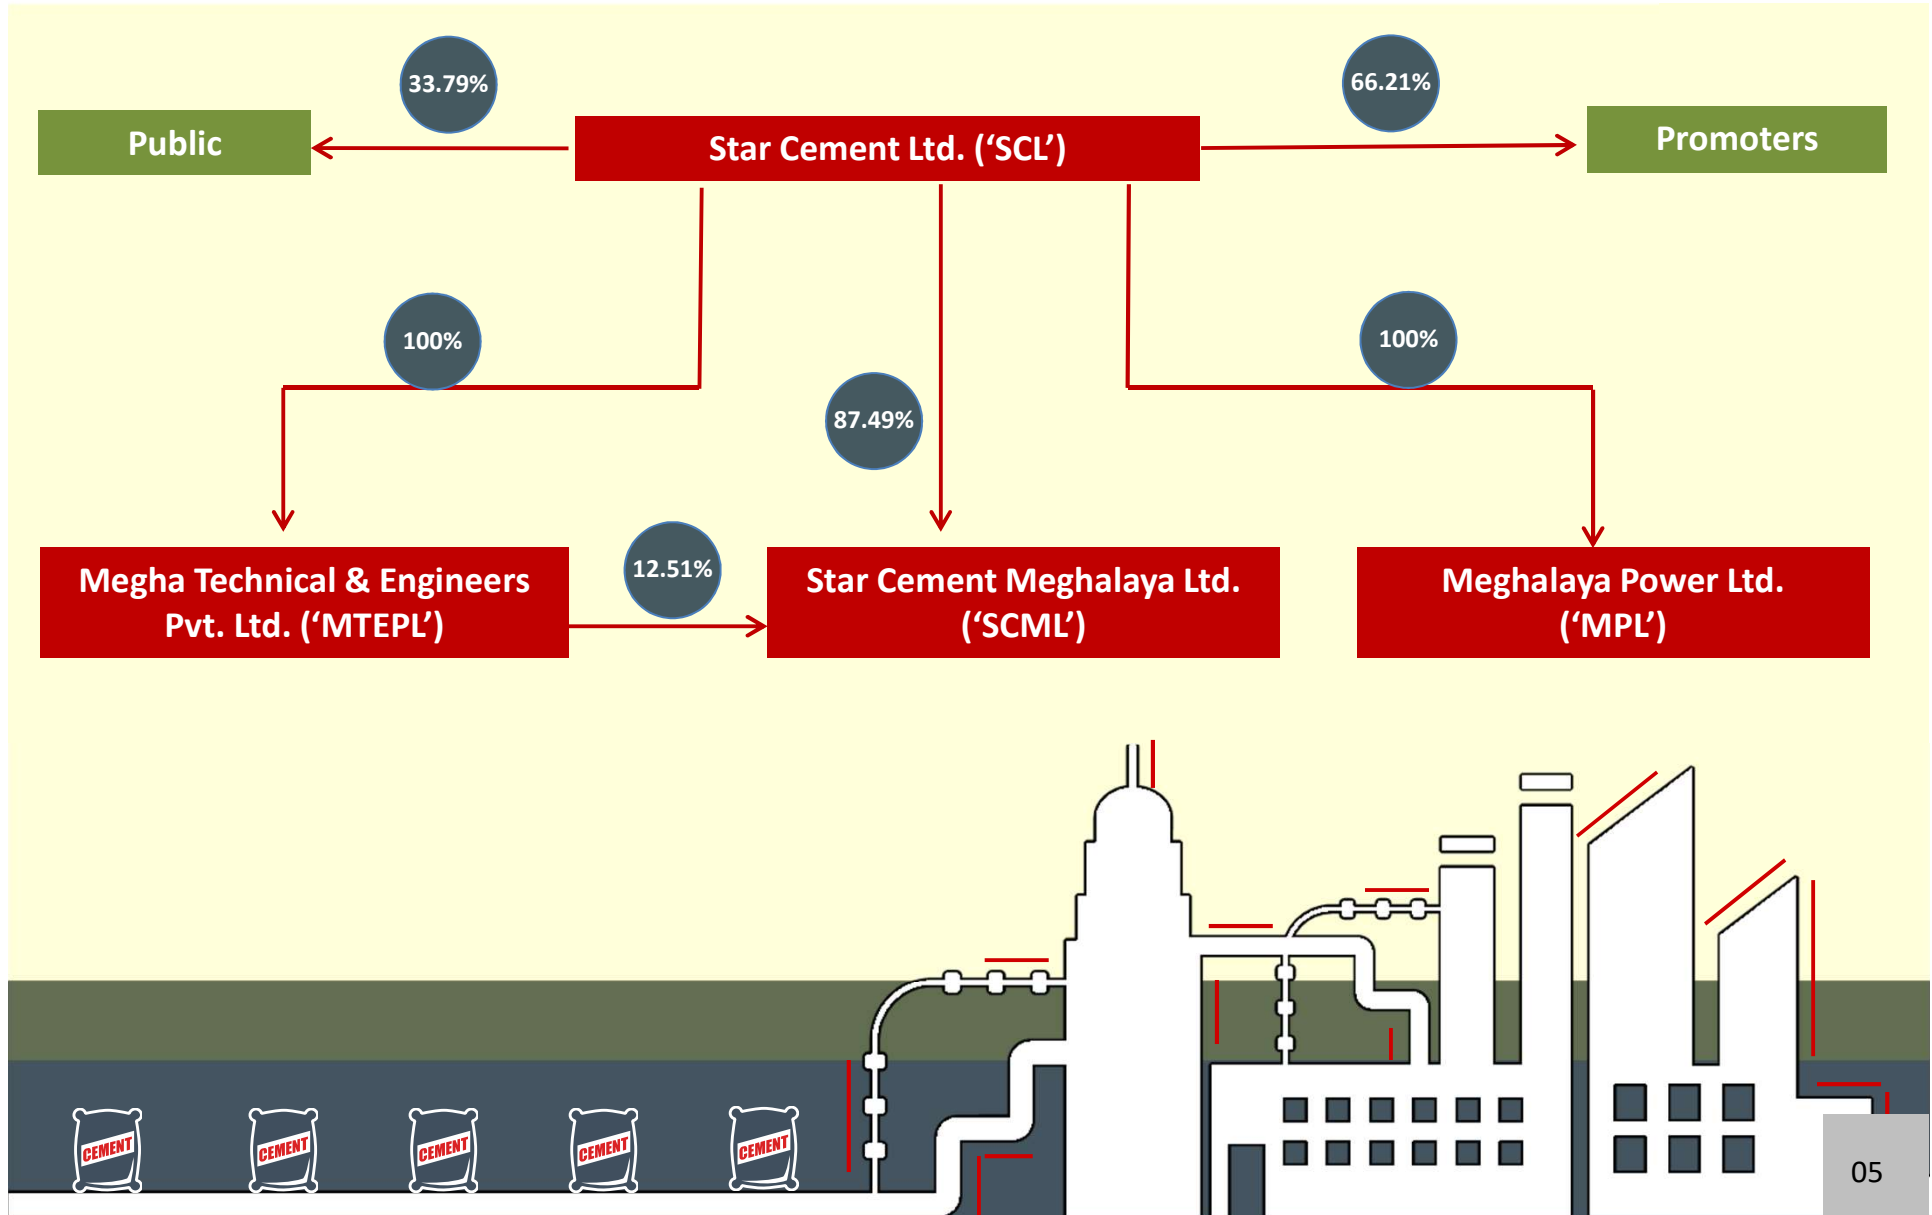 33.79%
66.21%
Public
Star Cement Ltd. (‘SCL’)
Promoters
100%
87.49%
100%
Megha Technical & Engineers
Pvt. Ltd. (‘MTEPL’)
12.51%
Star Cement Meghalaya Ltd.
(‘SCML’)
Meghalaya Power Ltd.
(‘MPL’)
CEMENT
CEMENT
CEMENT
CEMENT
CEMENT
05